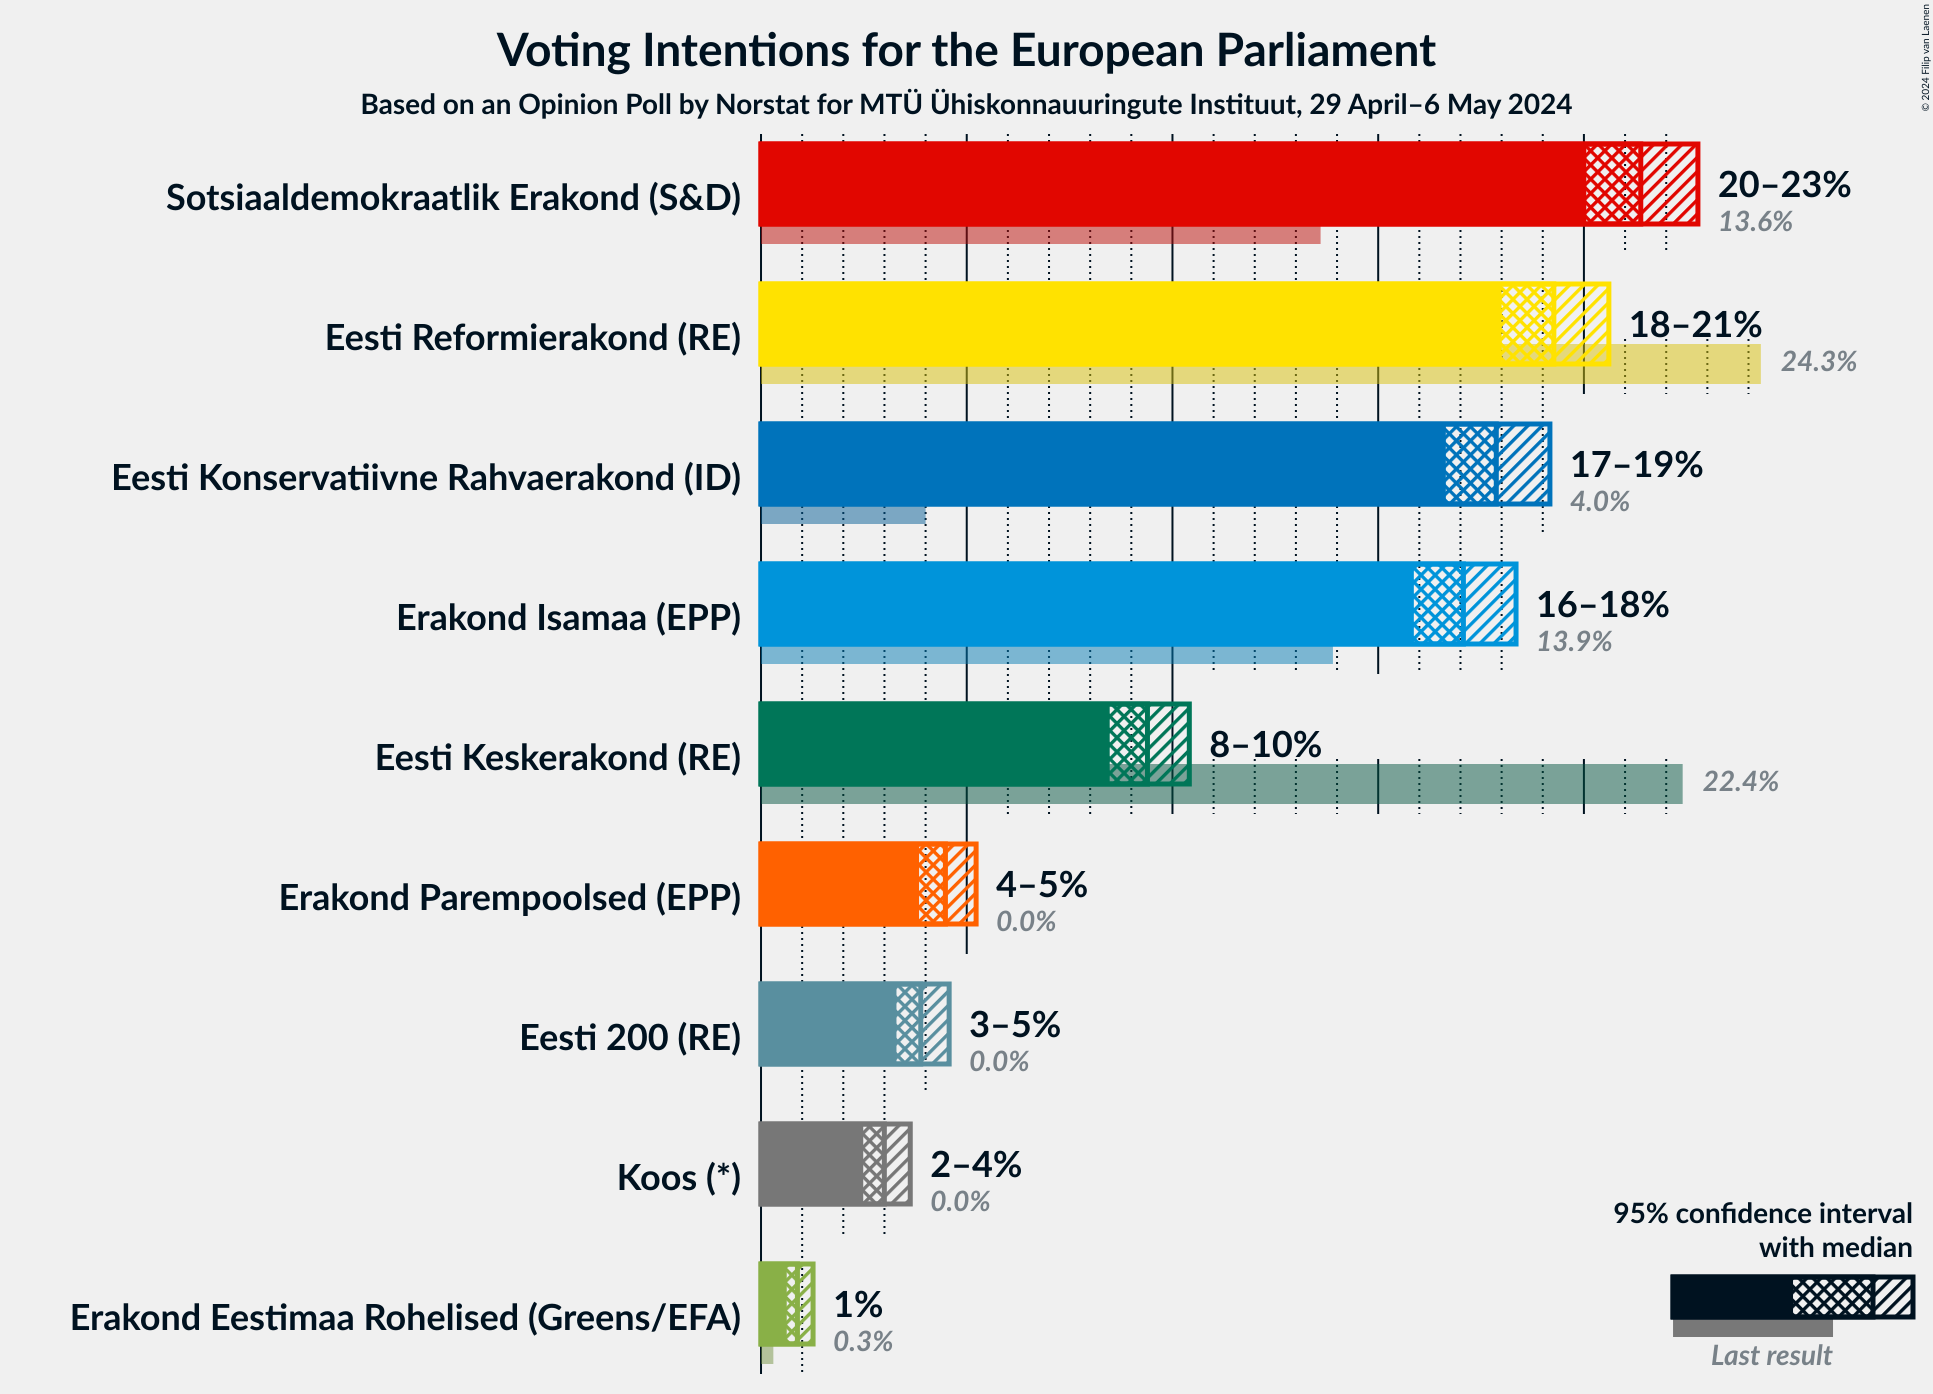 Voting Intentions for the European Parliament
Based on an Opinion Poll by Norstat for MTÜ Ühiskonnauuringute Instituut, 29 April–6 May 2024
© 2024 Filip van Laenen
Sotsiaaldemokraatlik Erakond (S&D)
20–23%
13.6%
Eesti Reformierakond (RE)
18–21%
24.3%
Eesti Konservatiivne Rahvaerakond (ID)
17–19%
4.0%
Erakond Isamaa (EPP)
16–18%
13.9%
Eesti Keskerakond (RE)
8–10%
22.4%
Erakond Parempoolsed (EPP)
4–5%
0.0%
Eesti 200 (RE)
3–5%
0.0%
Koos (*)
2–4%
0.0%
Erakond Eestimaa Rohelised (Greens/EFA)
1%
0.3%
95% confidence interval
with median
Last result